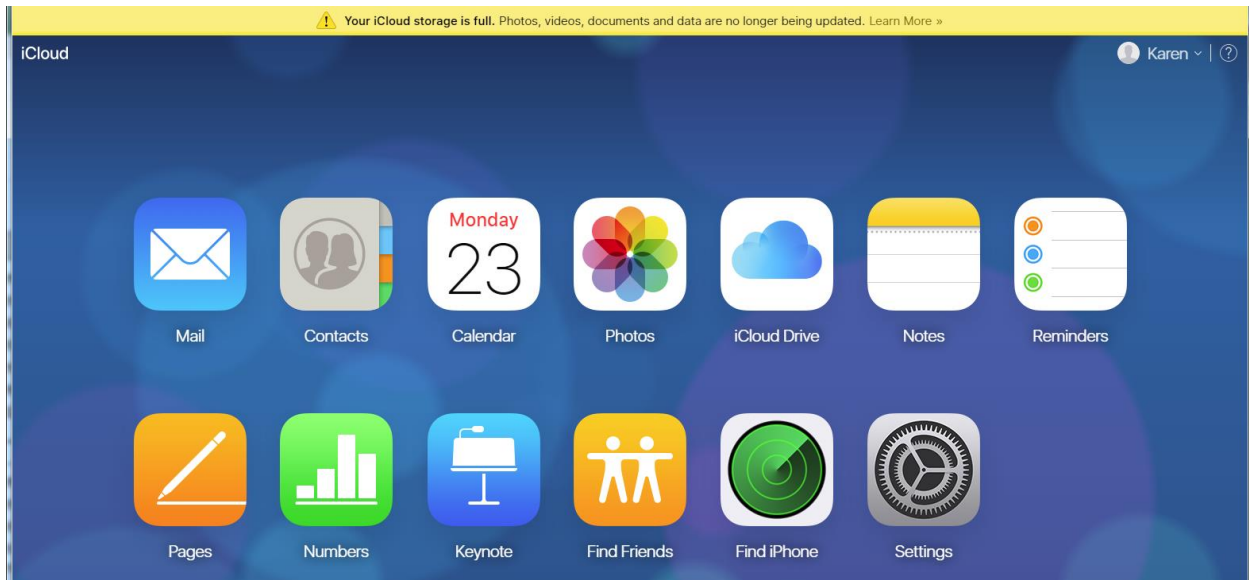 Your iCloud storage is full. Photos, videos, documents and data are no longer being updated. Learn More »
iCloud
Karen
?
Monday
23
Mail
Contacts
Calendar
Photos
iCloud Drive
Notes
Reminders
Pages
Numbers
Keynote
Find Friends
Find iPhone
Settings